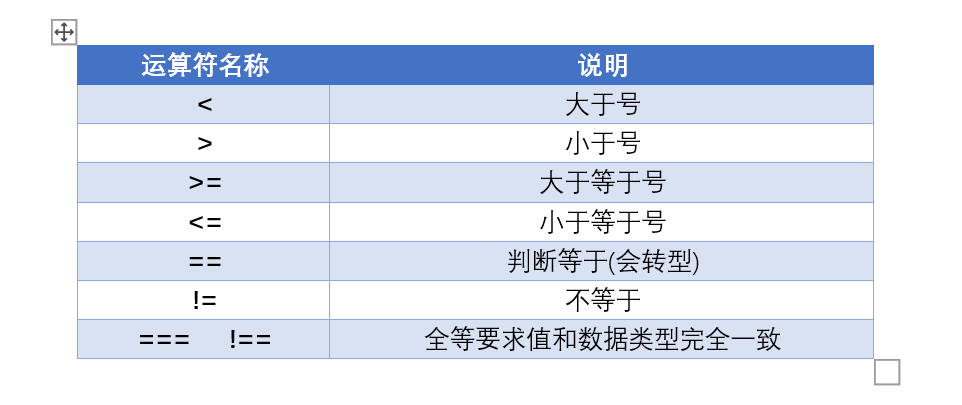 运算符名称 说明
< 大于号
> 小于号
>= 大于等于号
<= 小于等于号
== 判断等于(会转型)
!= 不等于
=== !== 全等要求值和数据类型完全一致